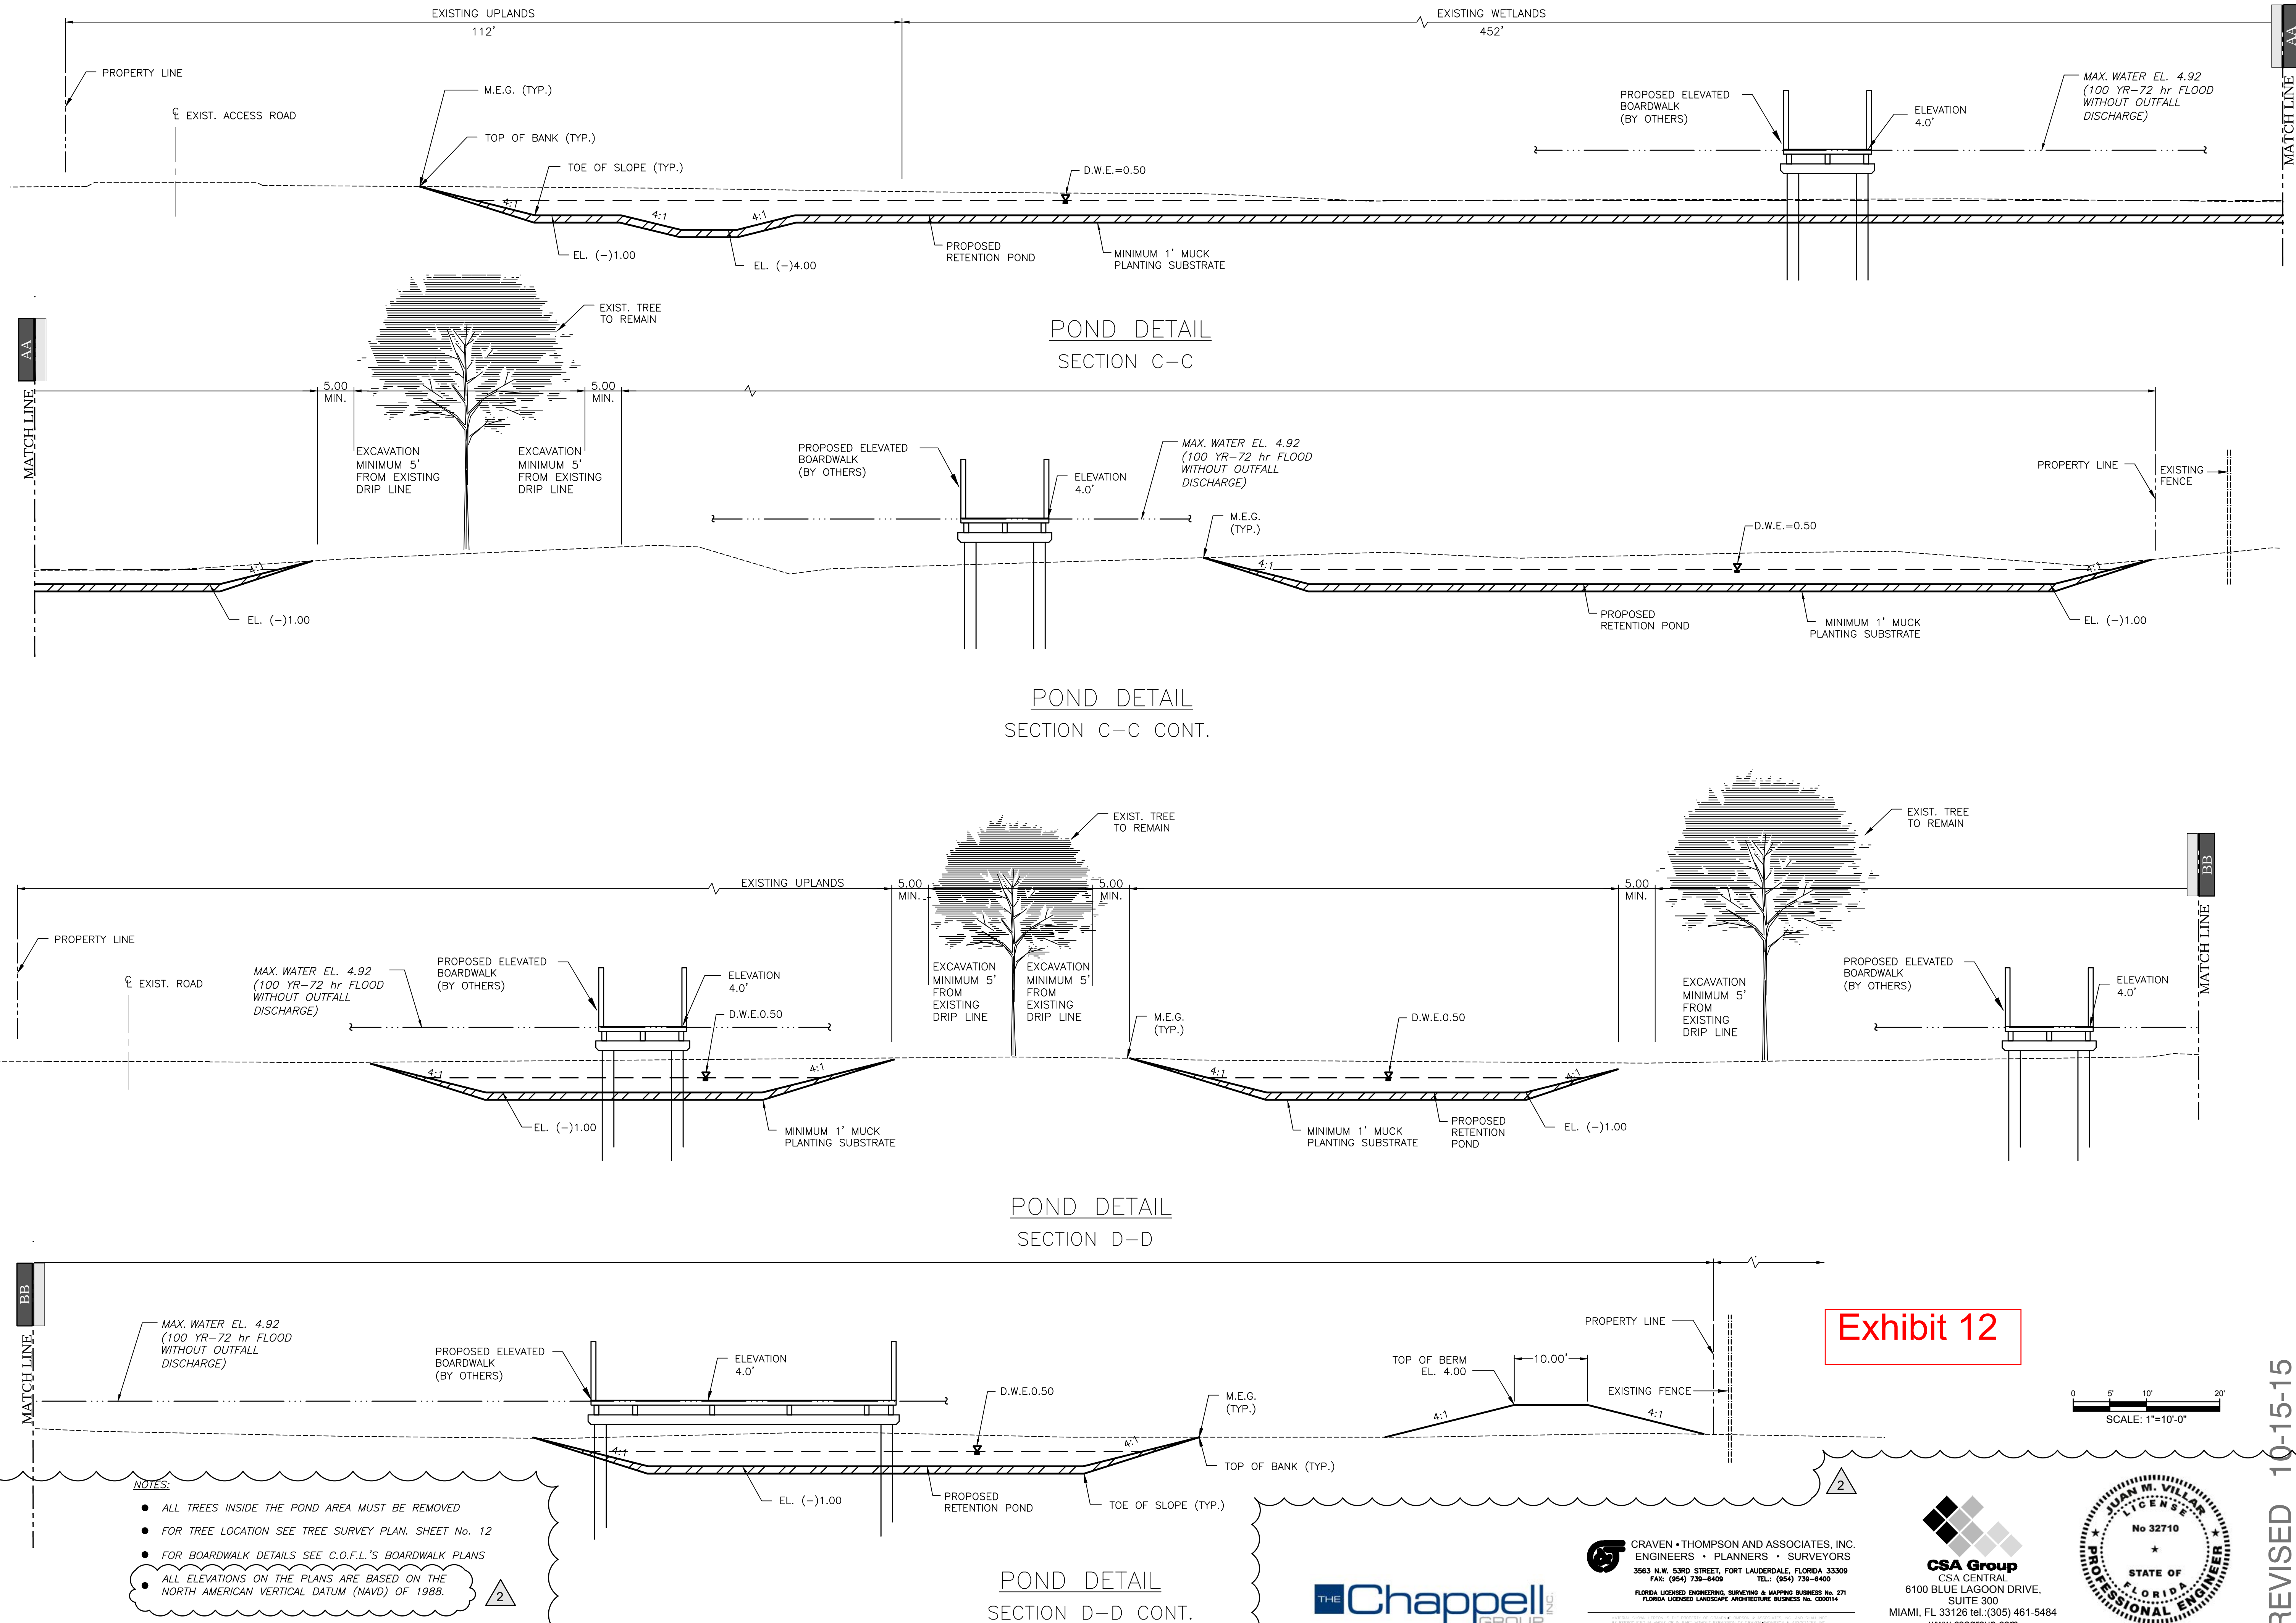 EXISTING UPLANDS
112'
EXISTING WETLANDS
452'
AA
MATCH LINE
PROPERTY LINE
℄ EXIST. ACCESS ROAD
M.E.G. (TYP.)
TOP OF BANK (TYP.)
TOE OF SLOPE (TYP.)
D.W.E.=0.50
PROPOSED ELEVATED
BOARDWALK
(BY OTHERS)
ELEVATION
4.0'
MAX. WATER EL. 4.92
(100 YR-72 hr FLOOD
WITHOUT OUTFALL
DISCHARGE)
4:1
4:1
4:1
EL. (-)1.00
EL. (-)4.00
PROPOSED
RETENTION POND
MINIMUM 1' MUCK
PLANTING SUBSTRATE
POND DETAIL
SECTION C-C
AA
MATCH LINE
5.00
MIN.
5.00
MIN.
EXIST. TREE
TO REMAIN
EXCAVATION
MINIMUM 5'
FROM EXISTING
DRIP LINE
EXCAVATION
MINIMUM 5'
FROM EXISTING
DRIP LINE
PROPOSED ELEVATED
BOARDWALK
(BY OTHERS)
ELEVATION
4.0'
MAX. WATER EL. 4.92
(100 YR-72 hr FLOOD
WITHOUT OUTFALL
DISCHARGE)
M.E.G.
(TYP.)
D.W.E.=0.50
PROPERTY LINE
EXISTING
FENCE
4:1
4:1
4:1
EL. (-)1.00
PROPOSED
RETENTION POND
MINIMUM 1' MUCK
PLANTING SUBSTRATE
EL. (-)1.00
POND DETAIL
SECTION C-C CONT.
EXISTING UPLANDS
5.00
MIN.
5.00
MIN.
5.00
MIN.
EXIST. TREE
TO REMAIN
EXIST. TREE
TO REMAIN
BB
MATCH LINE
PROPERTY LINE
℄ EXIST. ROAD
MAX. WATER EL. 4.92
(100 YR-72 hr FLOOD
WITHOUT OUTFALL
DISCHARGE)
PROPOSED ELEVATED
BOARDWALK
(BY OTHERS)
ELEVATION
4.0'
D.W.E.0.50
EXCAVATION
MINIMUM 5'
FROM
EXISTING
DRIP LINE
EXCAVATION
MINIMUM 5'
FROM
EXISTING
DRIP LINE
M.E.G.
(TYP.)
D.W.E.0.50
EXCAVATION
MINIMUM 5'
FROM
EXISTING
DRIP LINE
PROPOSED ELEVATED
BOARDWALK
(BY OTHERS)
ELEVATION
4.0'
4:1
4:1
4:1
4:1
EL. (-)1.00
MINIMUM 1' MUCK
PLANTING SUBSTRATE
MINIMUM 1' MUCK
PLANTING SUBSTRATE
PROPOSED
RETENTION
POND
EL. (-)1.00
POND DETAIL
SECTION D-D
BB
MATCH LINE
MAX. WATER EL. 4.92
(100 YR-72 hr FLOOD
WITHOUT OUTFALL
DISCHARGE)
PROPOSED ELEVATED
BOARDWALK
(BY OTHERS)
ELEVATION
4.0'
D.W.E.0.50
M.E.G.
(TYP.)
TOP OF BERM
EL. 4.00
10.00'
PROPERTY LINE
EXISTING FENCE
4:1
4:1
4:1
4:1
TOP OF BANK (TYP.)
TOE OF SLOPE (TYP.)
EL. (-)1.00
PROPOSED
RETENTION POND
Exhibit 12
0 5' 10' 20'
SCALE: 1"=10'-0"
NOTES:
● ALL TREES INSIDE THE POND AREA MUST BE REMOVED
● FOR TREE LOCATION SEE TREE SURVEY PLAN. SHEET No. 12
● FOR BOARDWALK DETAILS SEE C.O.F.L.'S BOARDWALK PLANS
● ALL ELEVATIONS ON THE PLANS ARE BASED ON THE
NORTH AMERICAN VERTICAL DATUM (NAVD) OF 1988.
2
2
POND DETAIL
SECTION D-D CONT.
THE Chappell
GROUP INC.
CRAVEN • THOMPSON AND ASSOCIATES, INC.
ENGINEERS • PLANNERS • SURVEYORS
3563 N.W. 53RD STREET, FORT LAUDERDALE, FLORIDA 33309
FAX: (954) 739-6409 TEL.: (954) 739-6400
FLORIDA LICENSED ENGINEERING, SURVEYING & MAPPING BUSINESS No. 271
FLORIDA LICENSED LANDSCAPE ARCHITECTURE BUSINESS No. C000114
CSA Group
CSA CENTRAL
6100 BLUE LAGOON DRIVE,
SUITE 300
MIAMI, FL 33126 tel.:(305) 461-5484
www.csagroup.com
JUAN M. VILLAR
LICENSE
No 32710
STATE OF
FLORIDA
PROFESSIONAL ENGINEER
REVISED 10-15-15